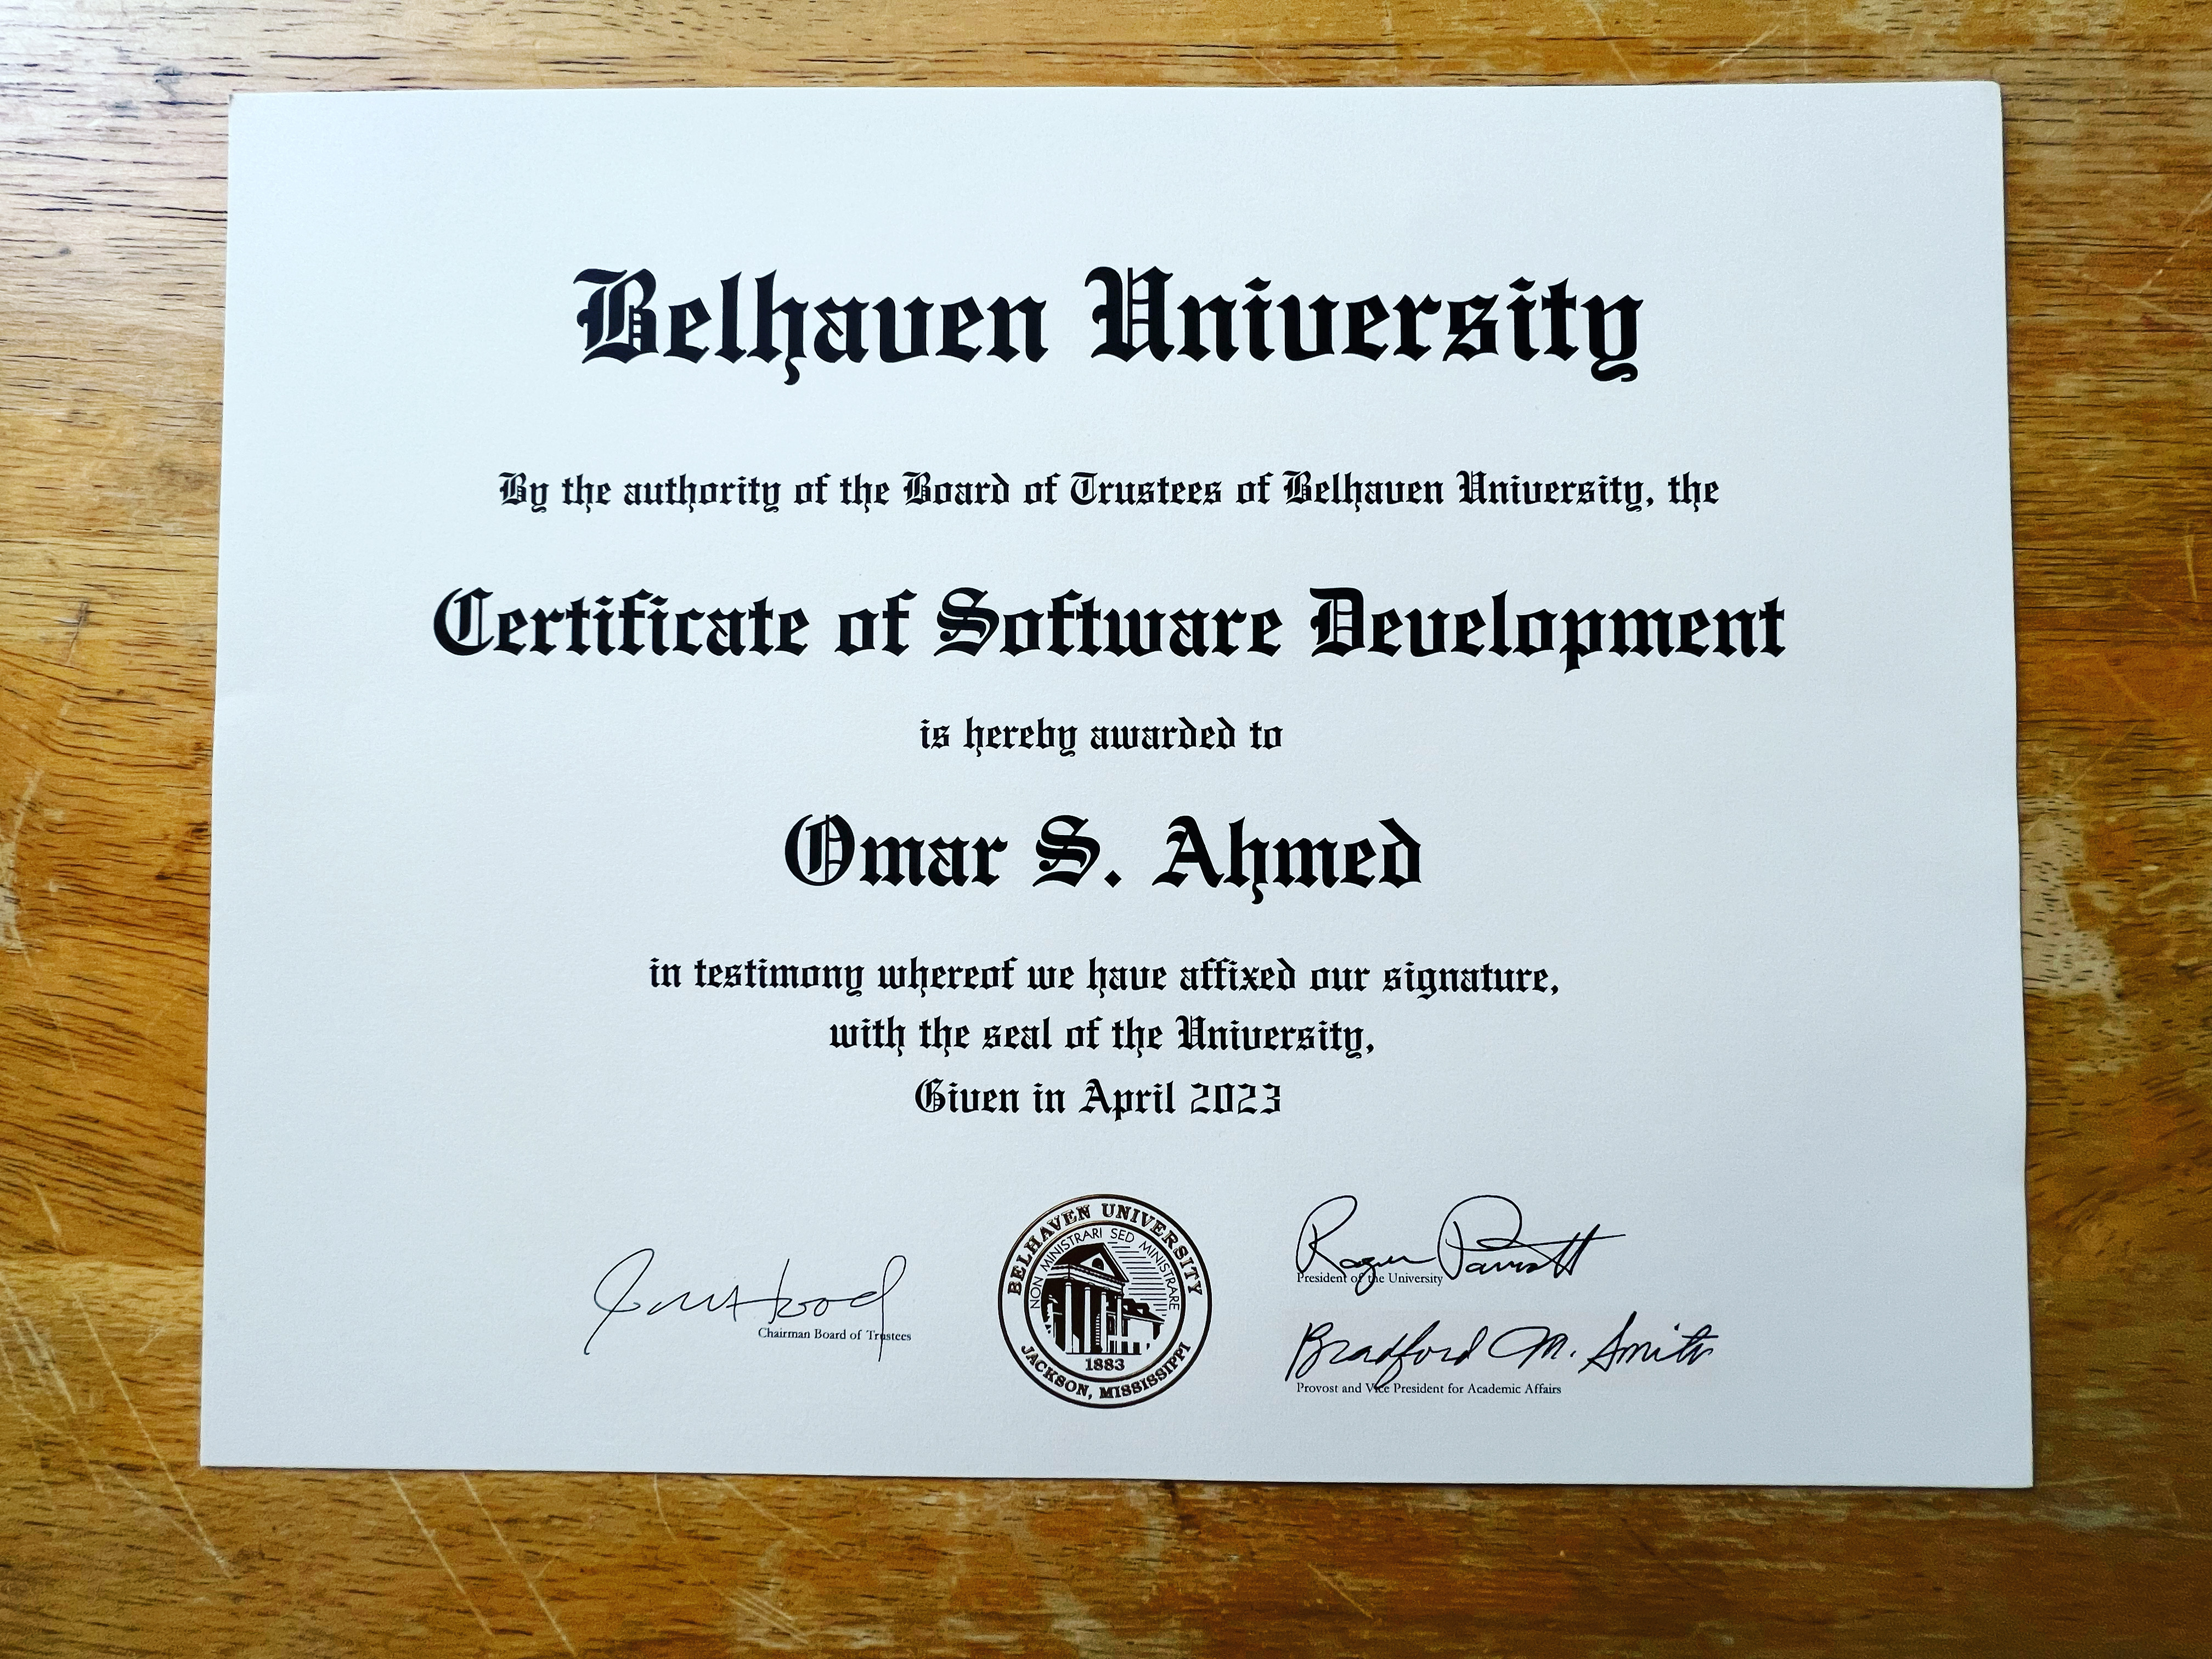 Belhaven University
By the authority of the Board of Trustees of Belhaven University, the
Certificate of Software Development
is hereby awarded to
Omar S. Ahmed
in testimony whereof we have affixed our signature,
with the seal of the University,
Given in April 2023
Chairman Board of Trustees
BELHAVEN UNIVERSITY
NON MINISTRARI SED MINISTRARE
1883
JACKSON, MISSISSIPPI
Roger Parrott
President of the University
Bradford M. Smith
Provost and Vice President for Academic Affairs